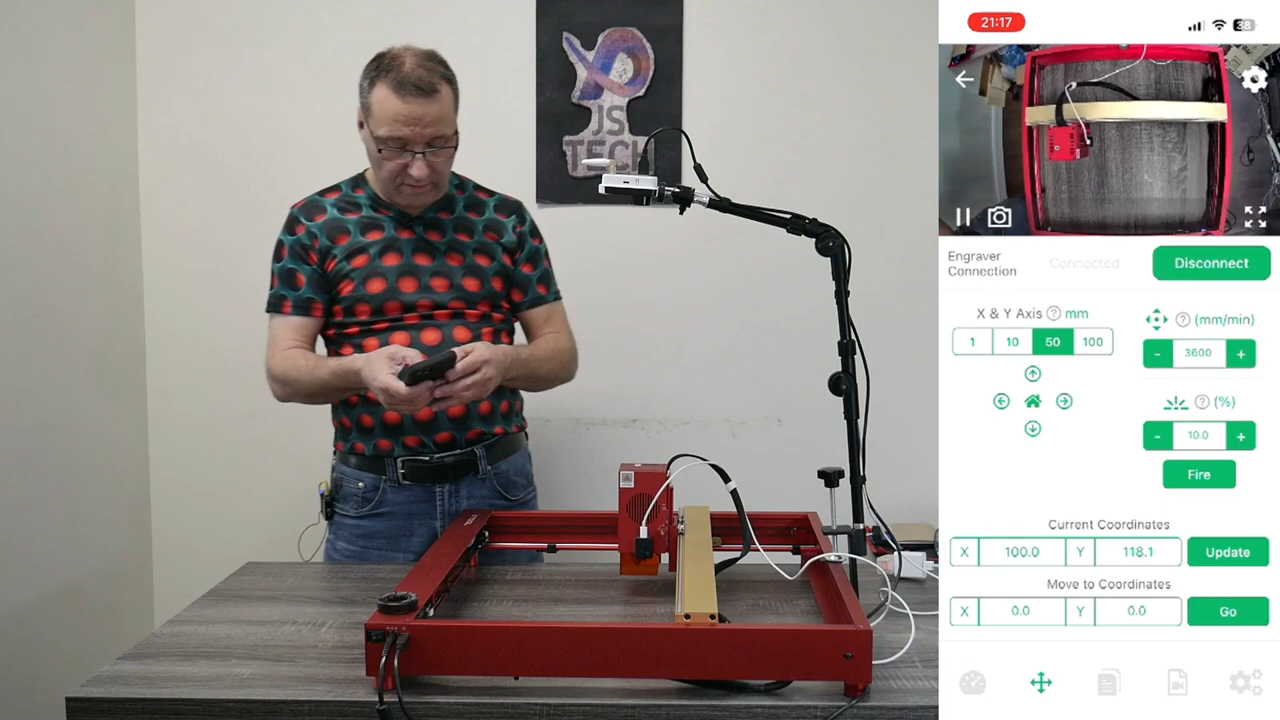 JS
TECH
21:17
38
Engraver
Connection
Connected
Disconnect
X & Y Axis ? mm
1 10 50 100
? (mm/min)
- 3600 +
? (%)
- 10.0 +
Fire
Current Coordinates
X 100.0 Y 118.1 Update
Move to Coordinates
X 0.0 Y 0.0 Go